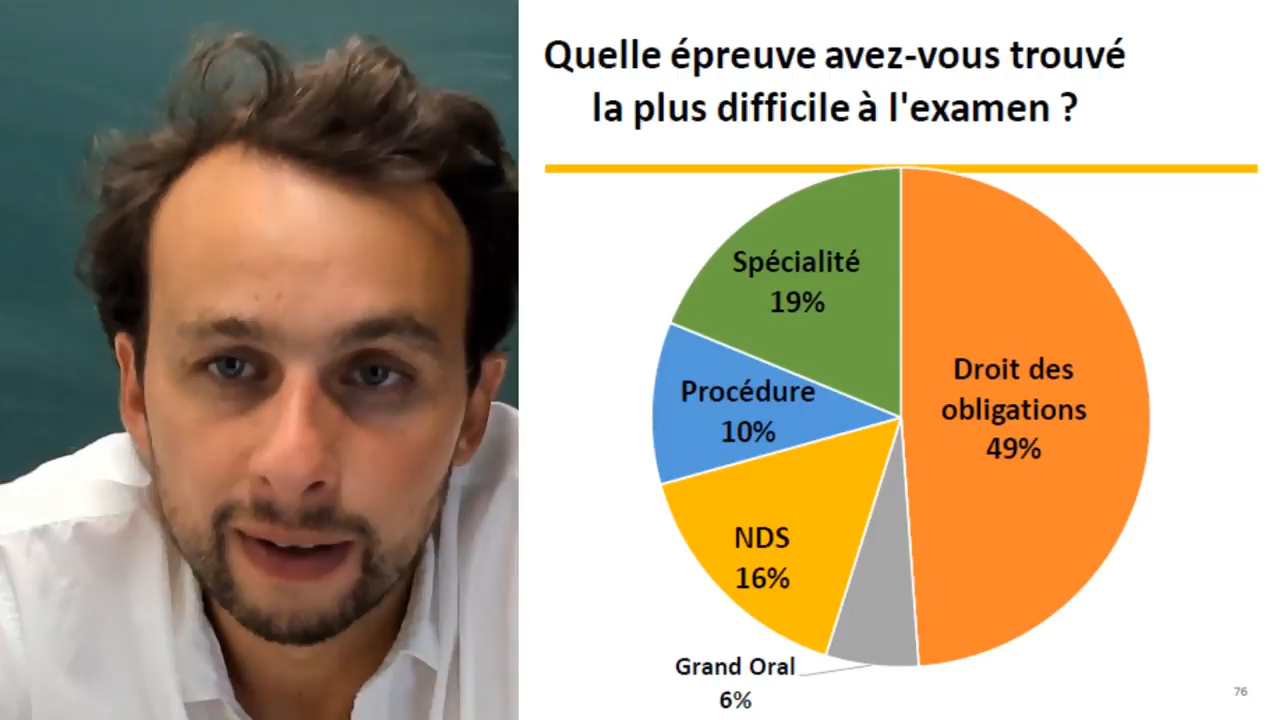 Quelle épreuve avez-vous trouvé
la plus difficile à l'examen ?
Spécialité
19%
Droit des
obligations
49%
Procédure
10%
NDS
16%
Grand Oral
6%
76